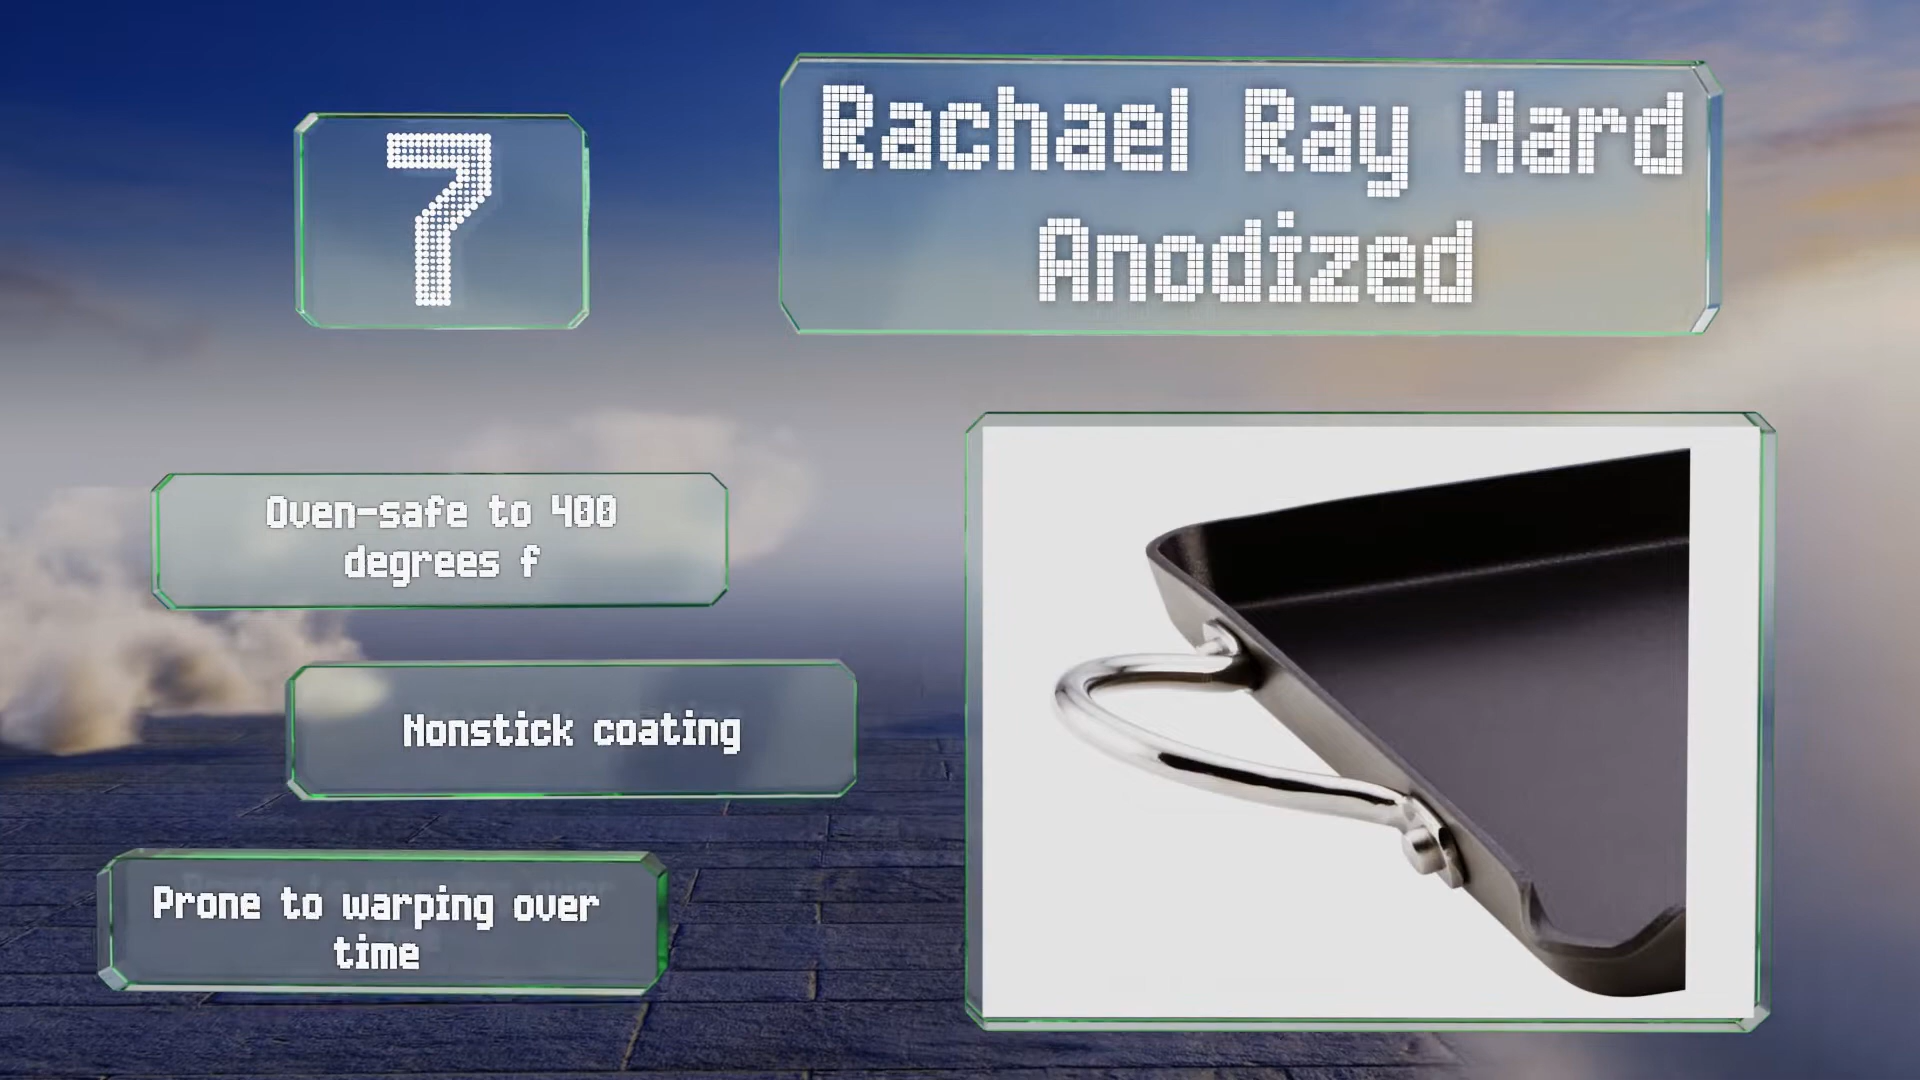 7
Rachael Ray Hard
Anodized
Oven-safe to 400
degrees f
Nonstick coating
Prone to warping over
time